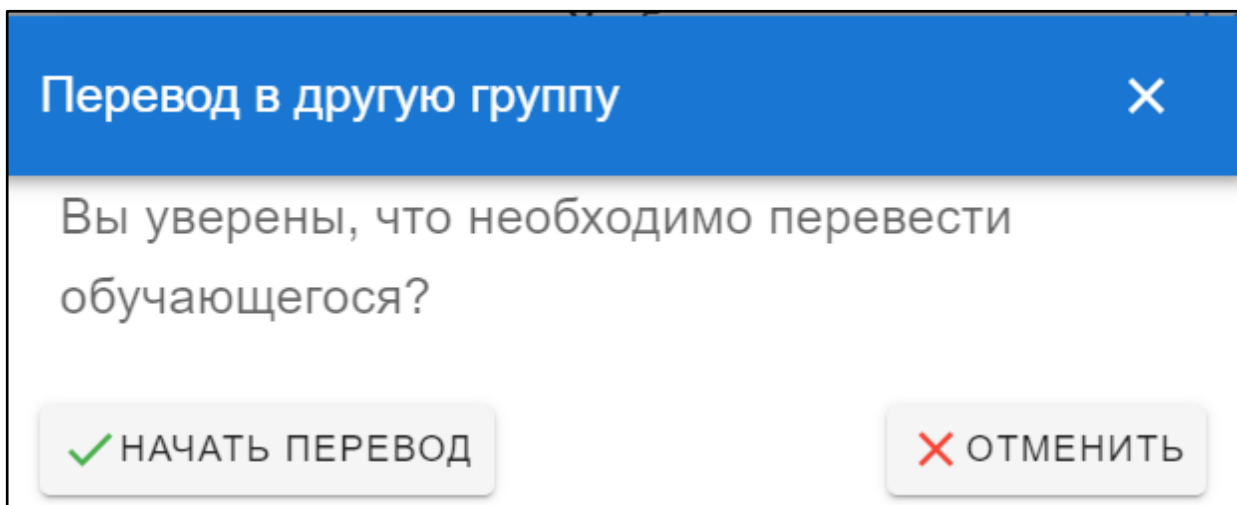 Перевод в другую группу
Вы уверены, что необходимо перевести
обучающегося?
НАЧАТЬ ПЕРЕВОД
ОТМЕНИТЬ